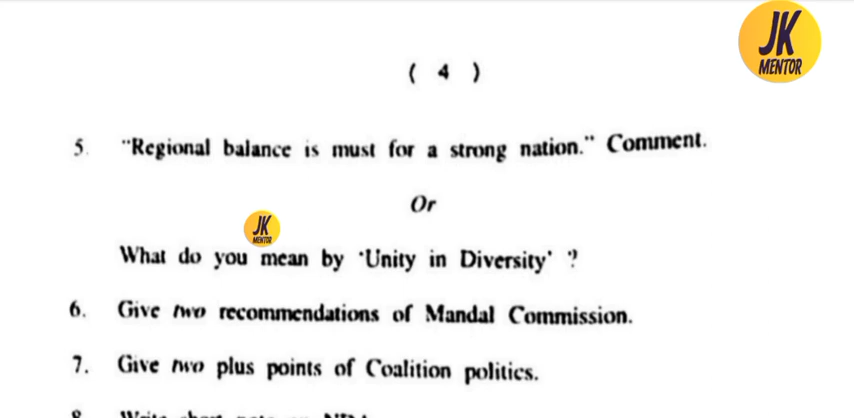 JK
MENTOR
( 4 )
5. "Regional balance is must for a strong nation." Comment.
Or
JK
MENTOR
What do you mean by 'Unity in Diversity' ?
6. Give two recommendations of Mandal Commission.
7. Give two plus points of Coalition politics.